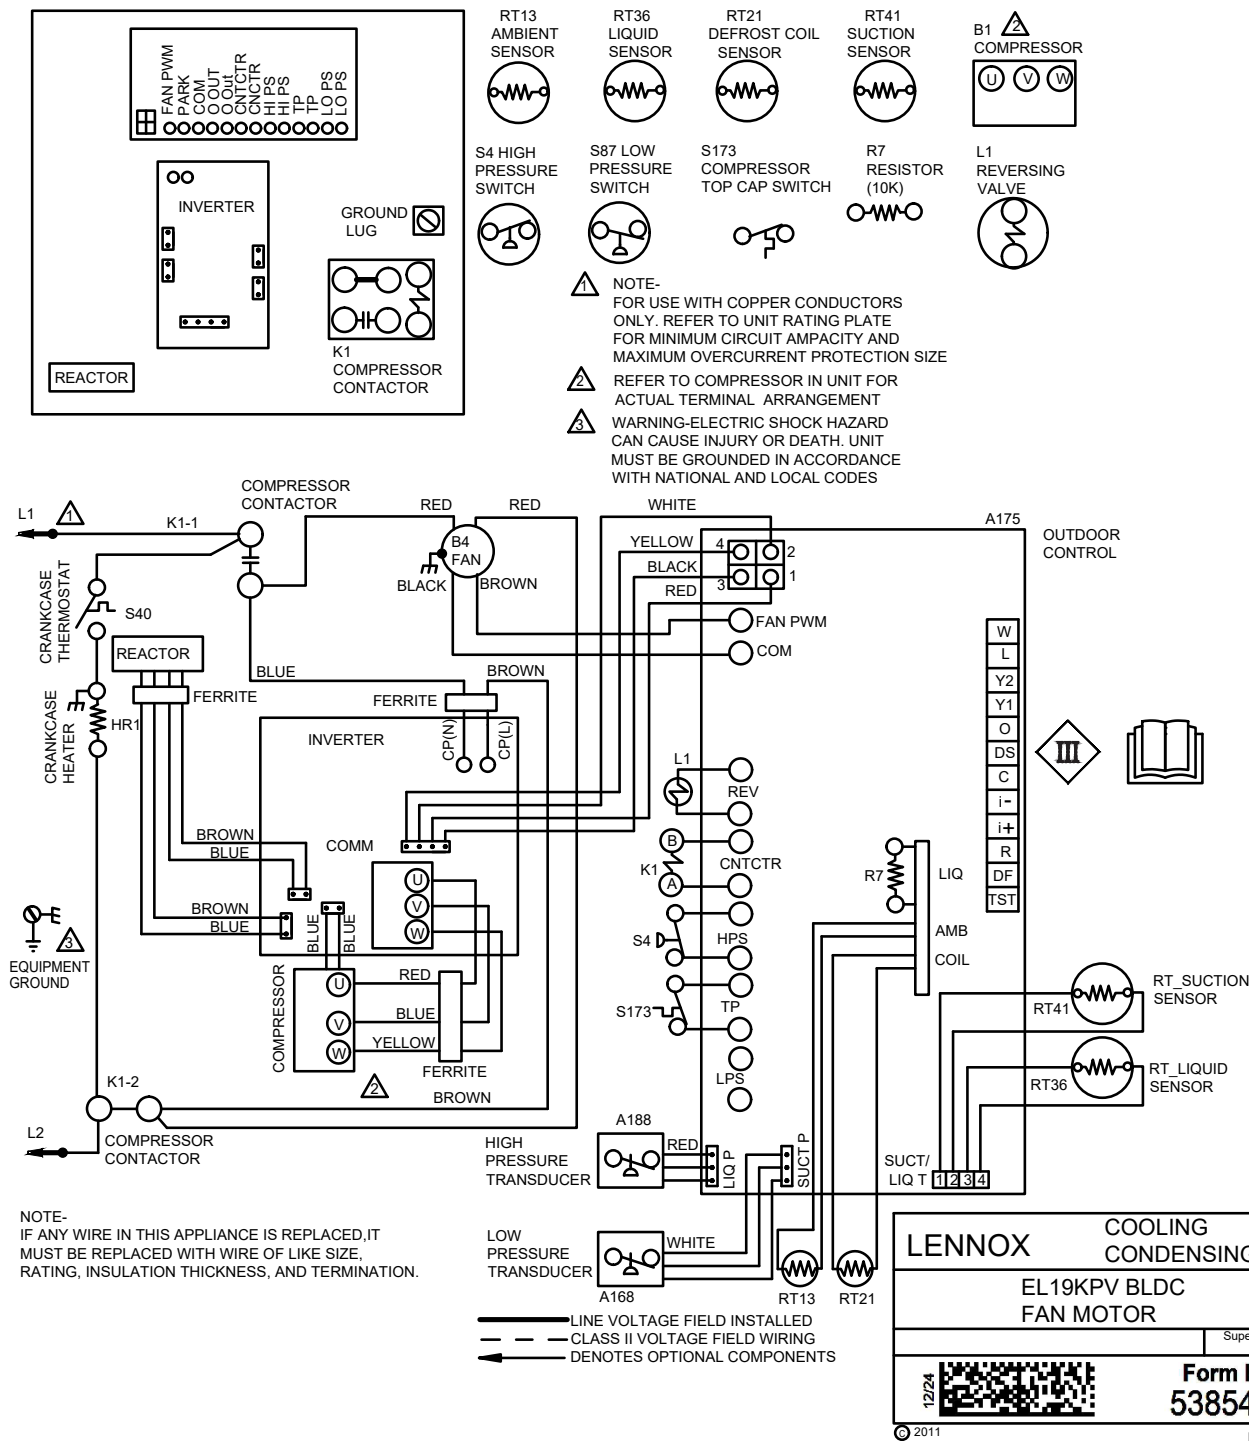 FAN PWM
PARK
COM
O OUT
O Out
CNTCTR
CNCTR
HI PS
HI PS
TP
TP
LO PS
LO PS
INVERTER
GROUND
LUG
K1
COMPRESSOR
CONTACTOR
REACTOR
RT13
AMBIENT
SENSOR
RT36
LIQUID
SENSOR
RT21
DEFROST COIL
SENSOR
RT41
SUCTION
SENSOR
B1 2
COMPRESSOR
U V W
S4 HIGH
PRESSURE
SWITCH
S87 LOW
PRESSURE
SWITCH
S173
COMPRESSOR
TOP CAP SWITCH
R7
RESISTOR
(10K)
L1
REVERSING
VALVE
1 NOTE-
FOR USE WITH COPPER CONDUCTORS
ONLY. REFER TO UNIT RATING PLATE
FOR MINIMUM CIRCUIT AMPACITY AND
MAXIMUM OVERCURRENT PROTECTION SIZE
2 REFER TO COMPRESSOR IN UNIT FOR
ACTUAL TERMINAL ARRANGEMENT
3 WARNING-ELECTRIC SHOCK HAZARD
CAN CAUSE INJURY OR DEATH. UNIT
MUST BE GROUNDED IN ACCORDANCE
WITH NATIONAL AND LOCAL CODES
L1
1
K1-1
COMPRESSOR
CONTACTOR
RED
RED
B4
FAN
BLACK
BROWN
WHITE
YELLOW
BLACK
RED
4
2
3
1
A175
OUTDOOR
CONTROL
FAN PWM
COM
CRANKCASE
THERMOSTAT
S40
REACTOR
FERRITE
CRANKCASE
HEATER
HR1
BLUE
FERRITE
BROWN
INVERTER
CP(N)
CP(L)
COMM
U
V
W
BROWN
BLUE
BROWN
BLUE
BLUE
BLUE
COMPRESSOR
U
V
W
RED
BLUE
YELLOW
FERRITE
2
BROWN
EQUIPMENT
GROUND
3
K1-2
L2
COMPRESSOR
CONTACTOR
L1
REV
B
K1
A
CNTCTR
S4
HPS
S173
TP
LPS
W
L
Y2
Y1
O
DS
C
i-
i+
R
DF
TST
III
R7
LIQ
AMB
COIL
RT41
RT_SUCTION
SENSOR
RT36
RT_LIQUID
SENSOR
SUCT/
LIQ T
1 2 3 4
HIGH
PRESSURE
TRANSDUCER
A188
RED
LIQ P
SUCT P
LOW
PRESSURE
TRANSDUCER
WHITE
A168
RT13
RT21
NOTE-
IF ANY WIRE IN THIS APPLIANCE IS REPLACED,IT
MUST BE REPLACED WITH WIRE OF LIKE SIZE,
RATING, INSULATION THICKNESS, AND TERMINATION.
LINE VOLTAGE FIELD INSTALLED
CLASS II VOLTAGE FIELD WIRING
DENOTES OPTIONAL COMPONENTS
LENNOX
COOLING
CONDENSING
EL19KPV BLDC
FAN MOTOR
Supe
12/24
Form
53854
© 2011